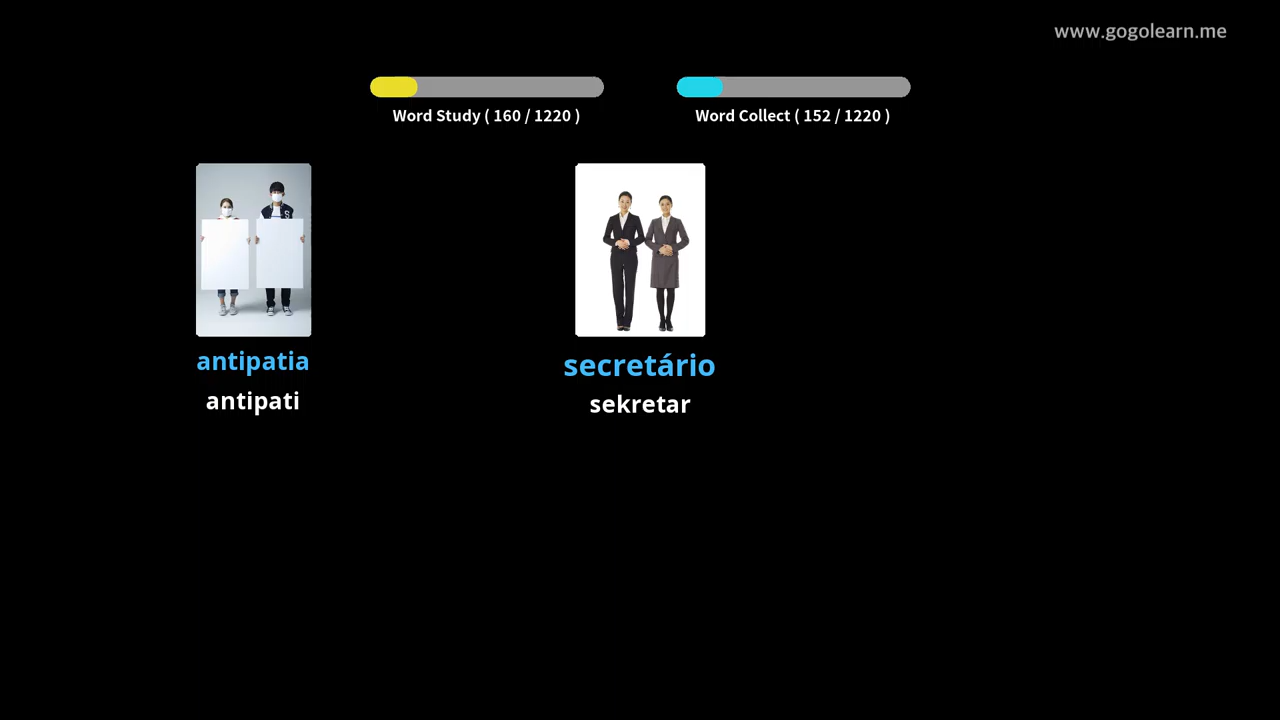 www.gogolearn.me
Word Study ( 160 / 1220 )
Word Collect ( 152 / 1220 )
antipatia
antipati
secretário
sekretar